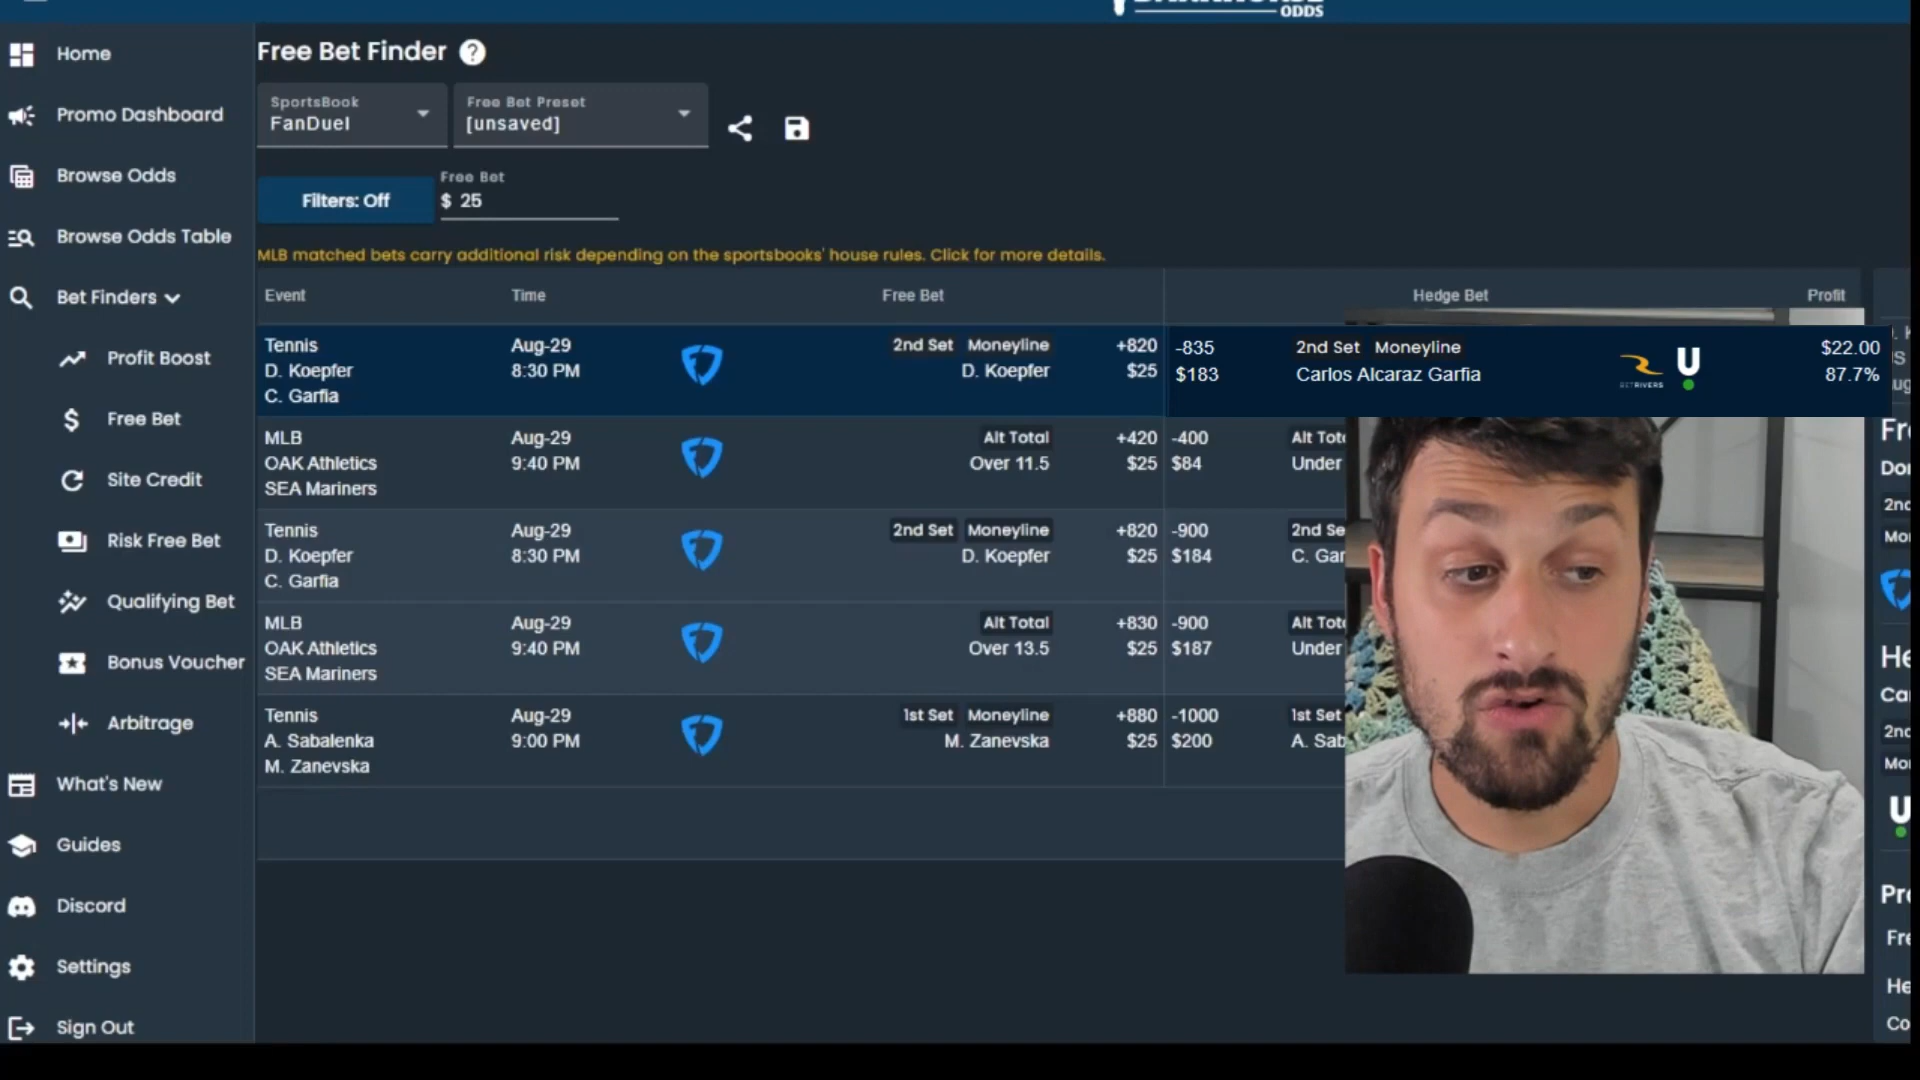 ODDS
Home
Promo Dashboard
Browse Odds
Browse Odds Table
Bet Finders
Profit Boost
Free Bet
Site Credit
Risk Free Bet
Qualifying Bet
Bonus Voucher
Arbitrage
What's New
Guides
Discord
Settings
Sign Out
Free Bet Finder ?
SportsBook
FanDuel
Free Bet Preset
[unsaved]
Filters: Off
Free Bet
$ 25
MLB matched bets carry additional risk depending on the sportsbooks' house rules. Click for more details.
Event Time Free Bet Hedge Bet Profit
Tennis Aug-29 2nd Set Moneyline +820 -835 2nd Set Moneyline $22.00
D. Koepfer 8:30 PM D. Koepfer $25 $183 Carlos Alcaraz Garfia BETRIVERS U 87.7%
C. Garfia
MLB Aug-29 Alt Total +420 -400 Alt
OAK Athletics 9:40 PM Over 11.5 $25 $84 Under
SEA Mariners
Tennis Aug-29 2nd Set Moneyline +820 -900 2nd
D. Koepfer 8:30 PM D. Koepfer $25 $184 C.
C. Garfia
MLB Aug-29 Alt Total +830 -900 Alt
OAK Athletics 9:40 PM Over 13.5 $25 $187 Under
SEA Mariners
Tennis Aug-29 1st Set Moneyline +880 -1000 1st Set
A. Sabalenka 9:00 PM M. Zanevska $25 $200 A.
M. Zanevska
U